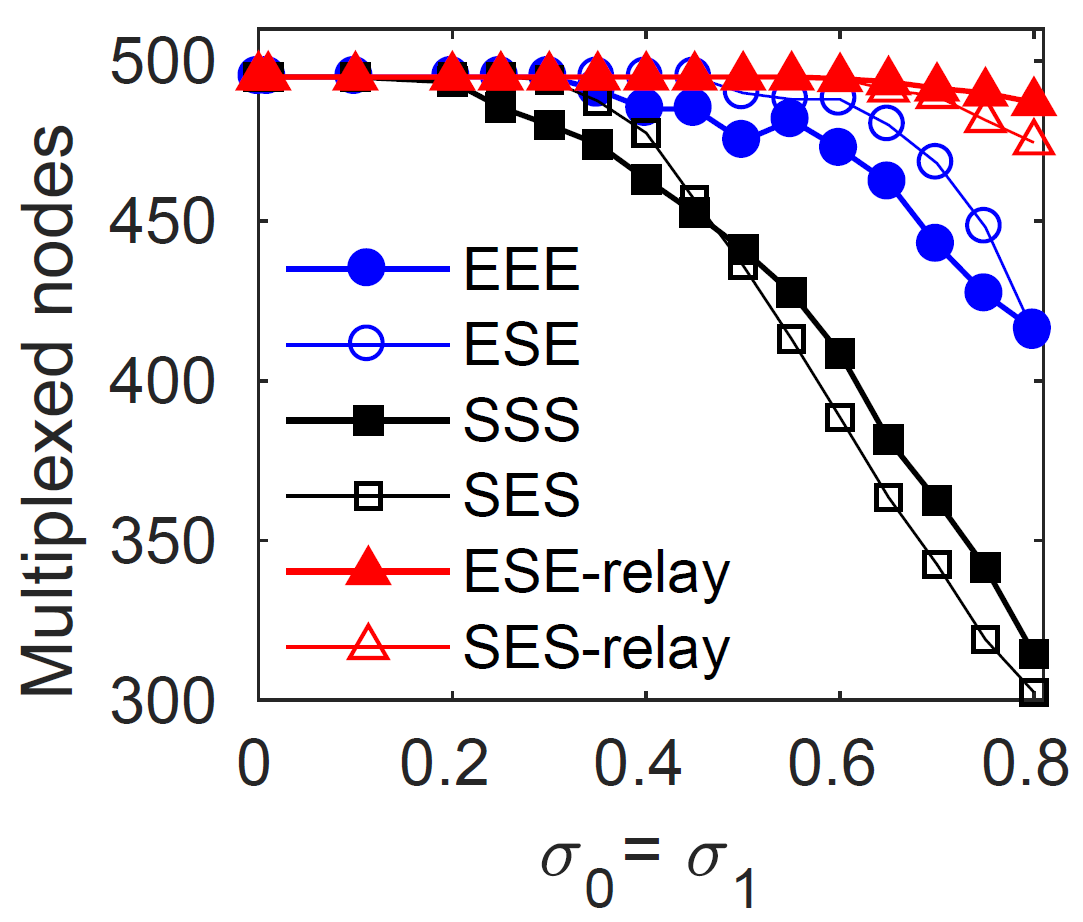 Multiplexed nodes
500
450
400
350
300
EEE
ESE
SSS
SES
ESE-relay
SES-relay
0 0.2 0.4 0.6 0.8
σ0 = σ1